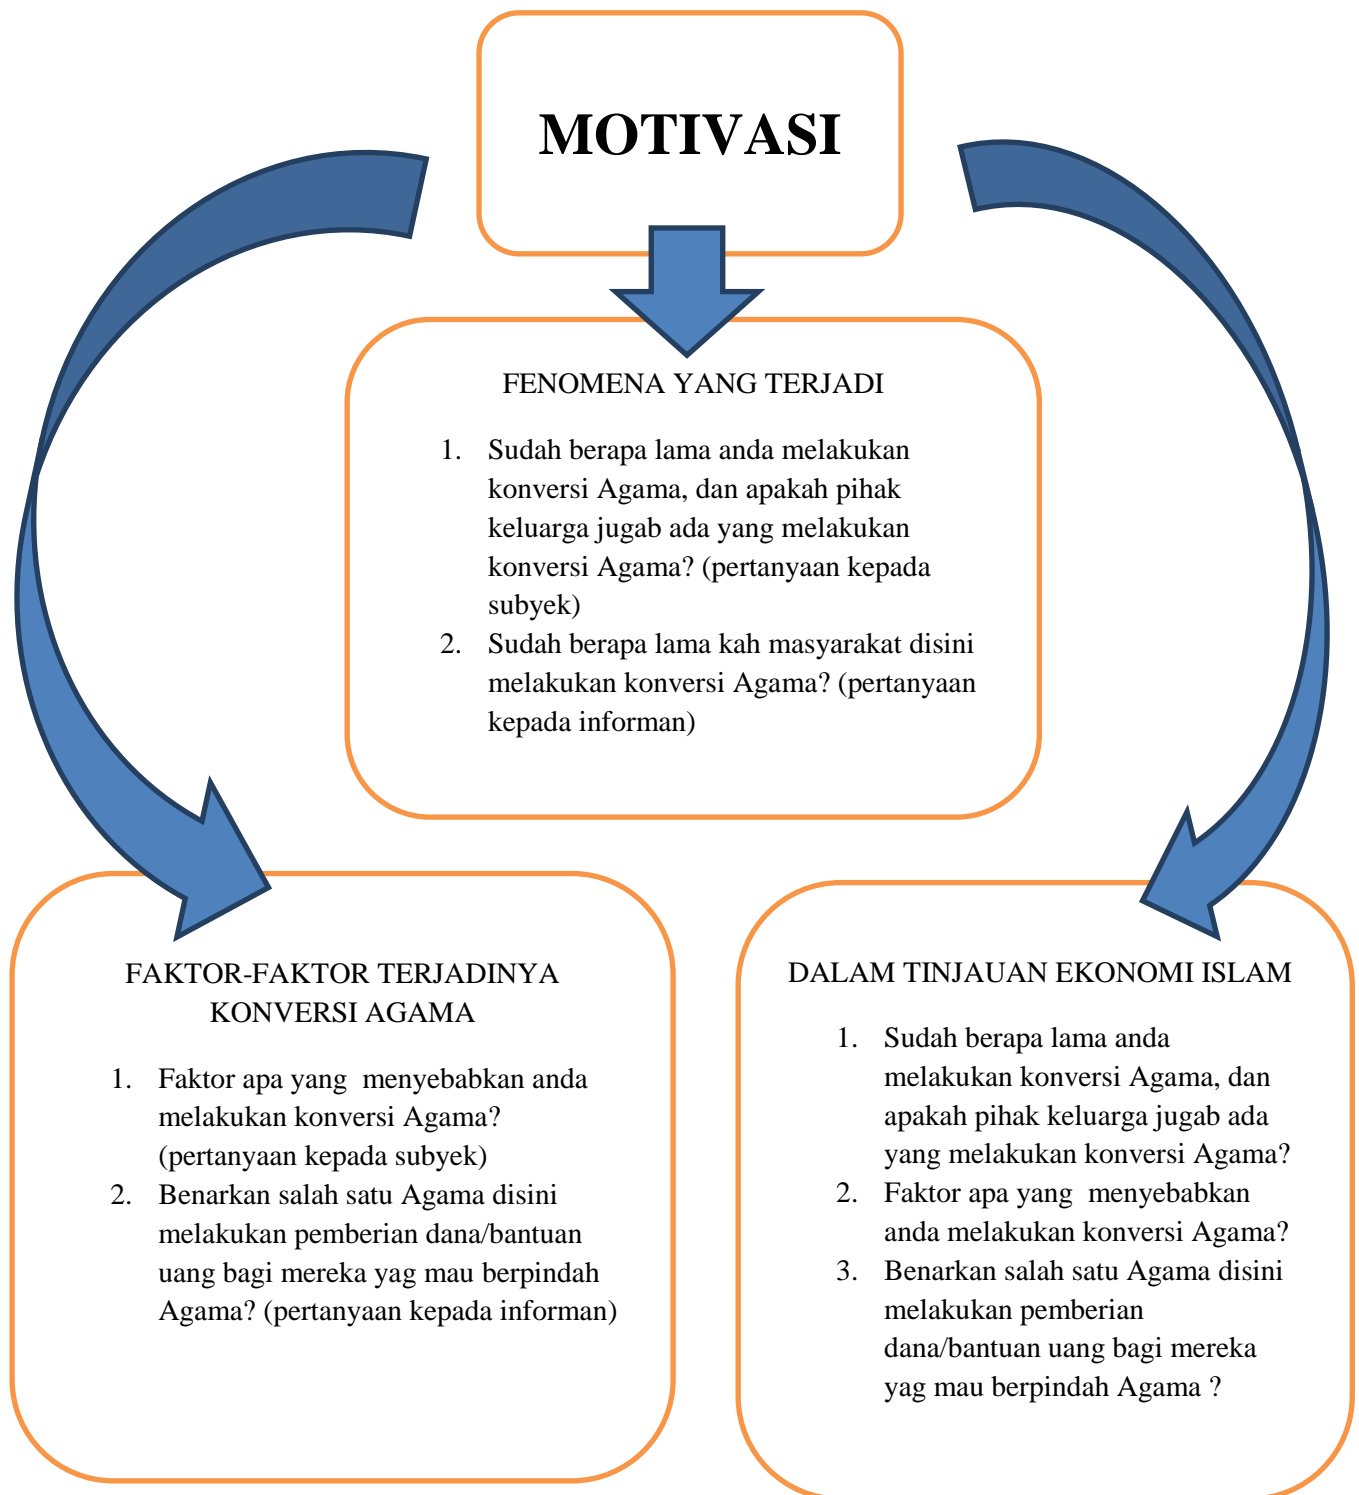 MOTIVASI
FENOMENA YANG TERJADI
1. Sudah berapa lama anda melakukan
konversi Agama, dan apakah pihak
keluarga jugab ada yang melakukan
konversi Agama? (pertanyaan kepada
subyek)
2. Sudah berapa lama kah masyarakat disini
melakukan konversi Agama? (pertanyaan
kepada informan)
FAKTOR-FAKTOR TERJADINYA
KONVERSI AGAMA
1. Faktor apa yang menyebabkan anda
melakukan konversi Agama?
(pertanyaan kepada subyek)
2. Benarkan salah satu Agama disini
melakukan pemberian dana/bantuan
uang bagi mereka yag mau berpindah
Agama? (pertanyaan kepada informan)
DALAM TINJAUAN EKONOMI ISLAM
1. Sudah berapa lama anda
melakukan konversi Agama, dan
apakah pihak keluarga jugab ada
yang melakukan konversi Agama?
2. Faktor apa yang menyebabkan
anda melakukan konversi Agama?
3. Benarkan salah satu Agama disini
melakukan pemberian
dana/bantuan uang bagi mereka
yag mau berpindah Agama ?